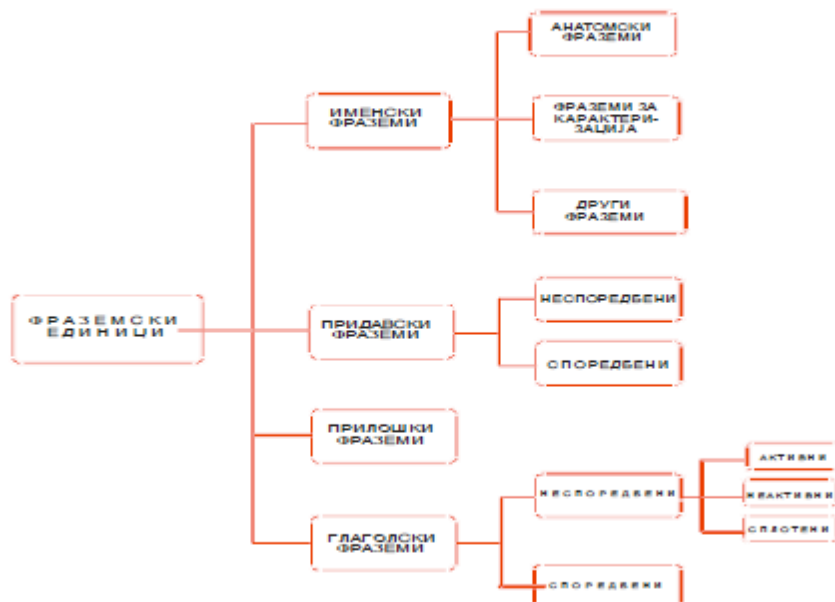 АНАТОМСКИ
ФРАЗЕМИ
ИМЕНСКИ
ФРАЗЕМИ
ФРАЗЕМИ ЗА
КАРАКТЕРИ-
ЗАЦИЈА
ДРУГИ
ФРАЗЕМИ
ФРАЗЕМСКИ
ЕДИНИЦИ
ПРИДАВСКИ
ФРАЗЕМИ
НЕСПОРЕДБЕНИ
СПОРЕДБЕНИ
ПРИЛОШКИ
ФРАЗЕМИ
ГЛАГОЛСКИ
ФРАЗЕМИ
НЕСПОРЕДБЕНИ
АКТИВНИ
НЕАКТИВНИ
СПЛОТЕНИ
СПОРЕДБЕНИ